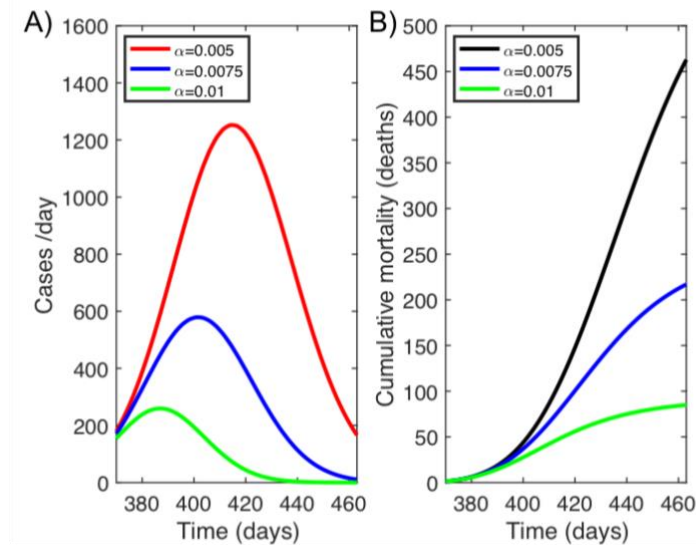 A)
1600
1400
1200
1000
800
600
400
200
0
Cases /day
α=0.005
α=0.0075
α=0.01
380 400 420 440 460
Time (days)
B)
500
450
400
350
300
250
200
150
100
50
0
Cumulative mortality (deaths)
α=0.005
α=0.0075
α=0.01
380 400 420 440 460
Time (days)